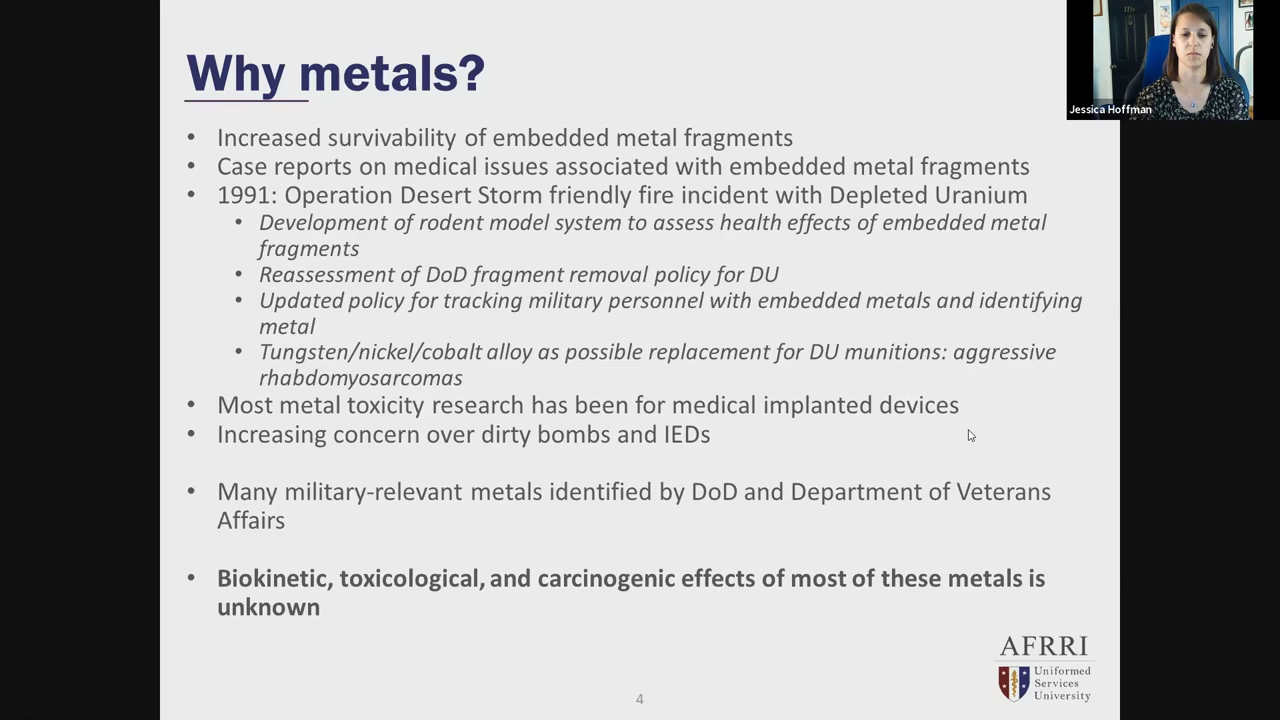 Why metals?
Jessica Hoffman
• Increased survivability of embedded metal fragments
• Case reports on medical issues associated with embedded metal fragments
• 1991: Operation Desert Storm friendly fire incident with Depleted Uranium
• Development of rodent model system to assess health effects of embedded metal
fragments
• Reassessment of DoD fragment removal policy for DU
• Updated policy for tracking military personnel with embedded metals and identifying
metal
• Tungsten/nickel/cobalt alloy as possible replacement for DU munitions: aggressive
rhabdomyosarcomas
• Most metal toxicity research has been for medical implanted devices
• Increasing concern over dirty bombs and IEDs
• Many military-relevant metals identified by DoD and Department of Veterans
Affairs
• Biokinetic, toxicological, and carcinogenic effects of most of these metals is
unknown
AFRRI
Uniformed
Services
University
4